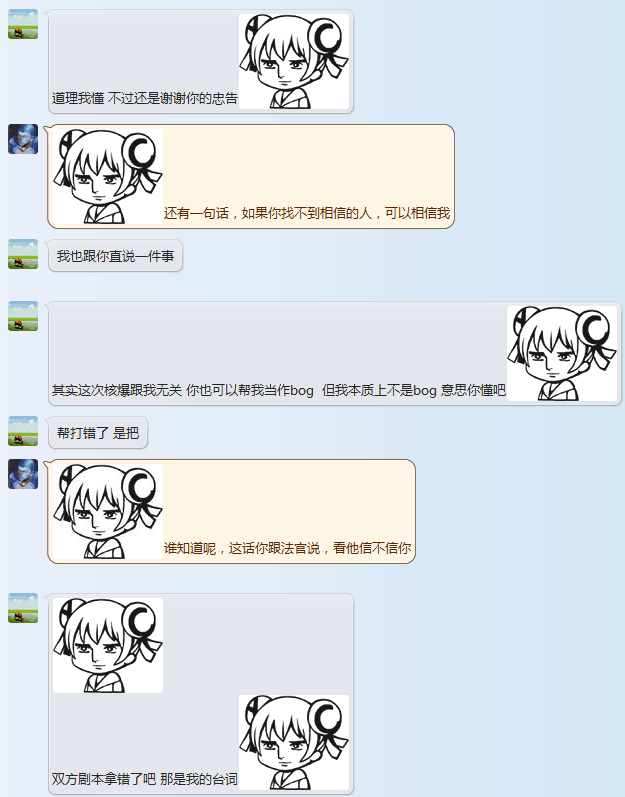 道理我懂 不过还是谢谢你的忠告
还有一句话，如果你找不到相信的人，可以相信我
我也跟你直说一件事
其实这次核爆跟我无关 你也可以帮我当作bog  但我本质上不是bog 意思你懂吧
帮打错了 是把
谁知道呢，这话你跟法官说，看他信不信你
双方剧本拿错了吧 那是我的台词